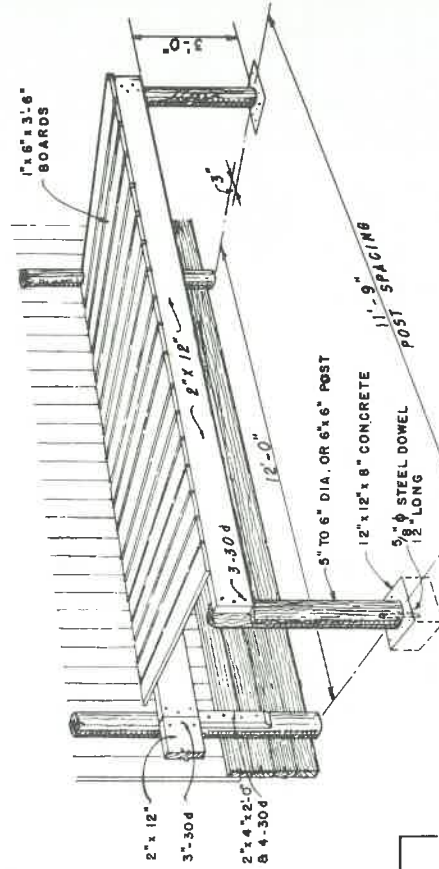 1" x 6" x 3'-6"
BOARDS
3'-0"
2" X 12"
3"
12'-0"
11'-9"
POST SPACING
3-30d
5" TO 6" DIA. OR 6"x 6" POST
12"x 12"x 8" CONCRETE
5/8" ϕ STEEL DOWEL
12" LONG
2" x 12"
3"-30d
2" x 4" x 2'-0"
& 4-30d